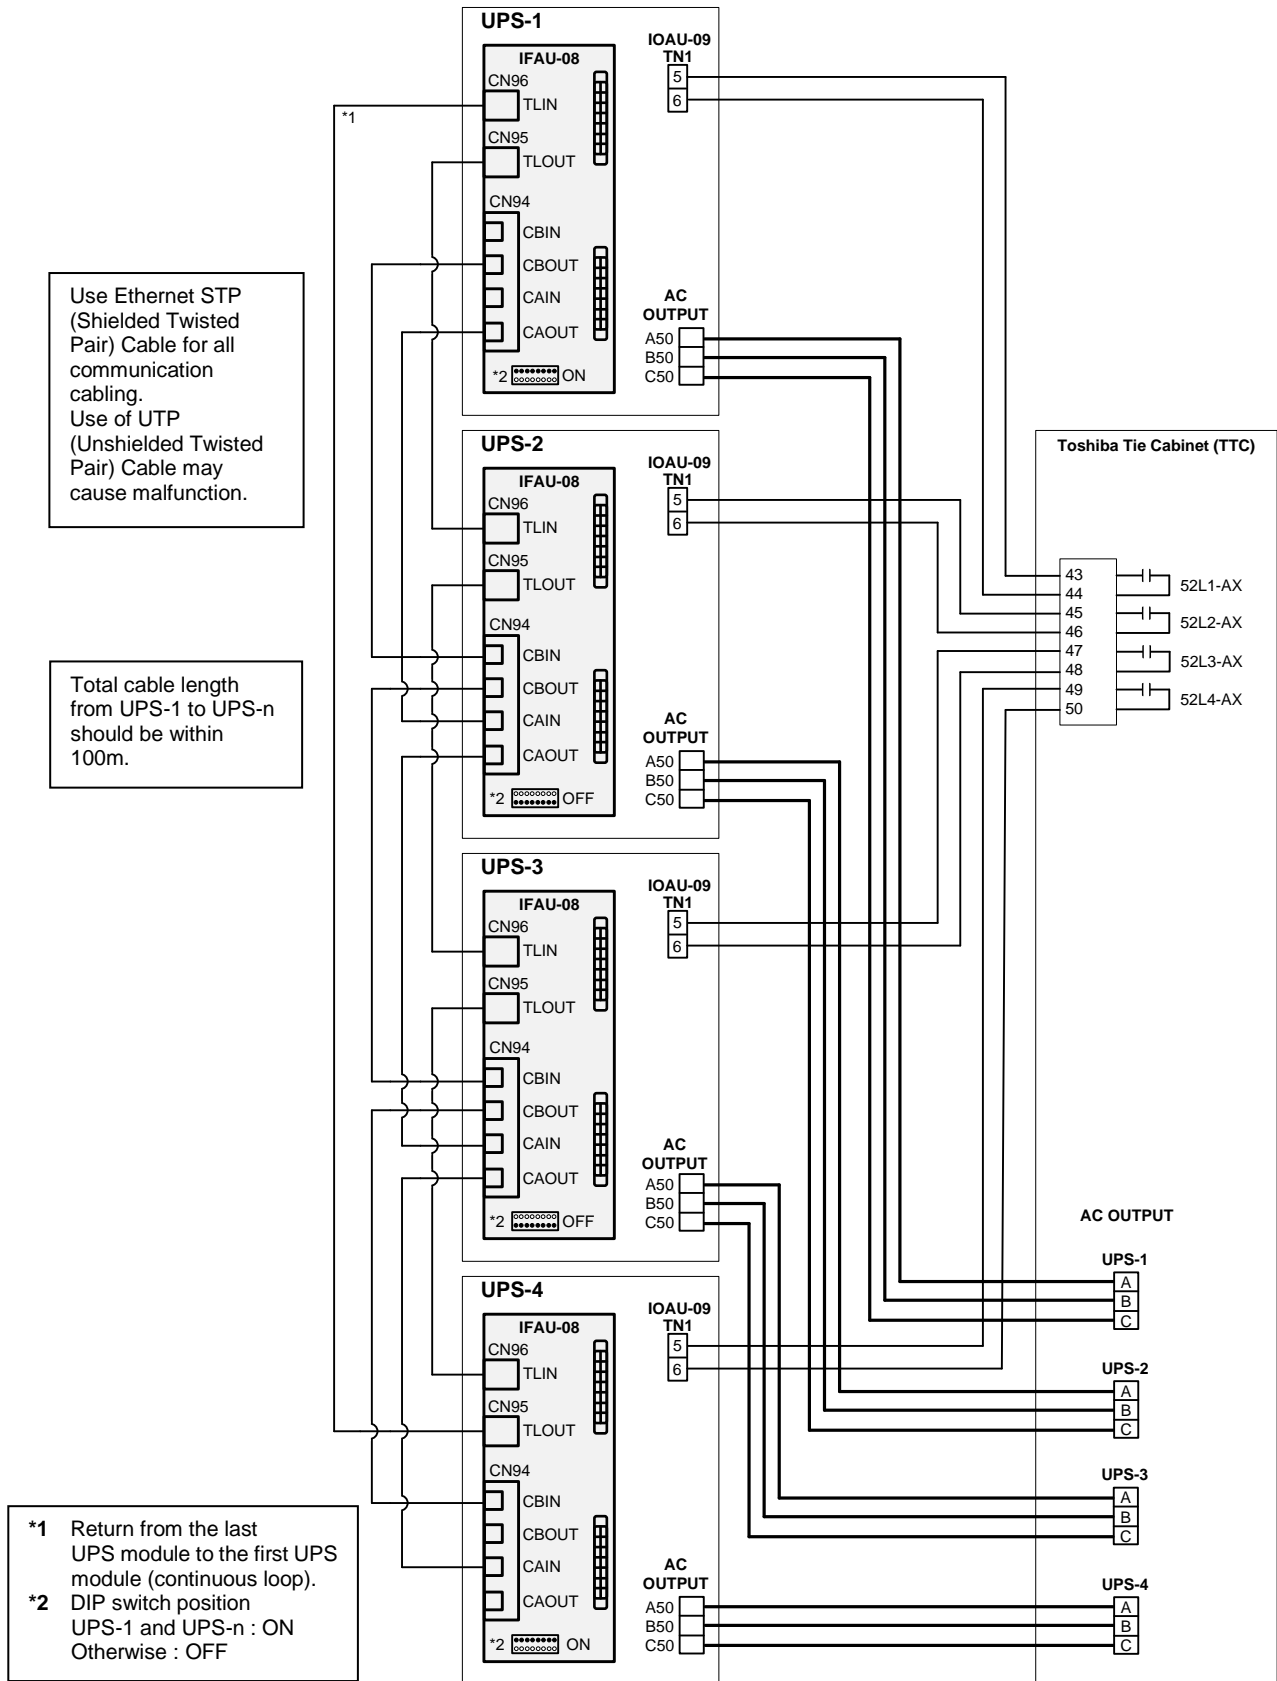 UPS-1
IFAU-08
IOAU-09
TN1
5
6
CN96
TLIN
*1
CN95
TLOUT
CN94
CBIN
CBOUT
CAIN
CAOUT
*2 ON
AC
OUTPUT
A50
B50
C50
Use Ethernet STP
(Shielded Twisted
Pair) Cable for all
communication
cabling.
Use of UTP
(Unshielded Twisted
Pair) Cable may
cause malfunction.
UPS-2
IFAU-08
IOAU-09
TN1
5
6
CN96
TLIN
CN95
TLOUT
CN94
CBIN
CBOUT
CAIN
CAOUT
*2 OFF
AC
OUTPUT
A50
B50
C50
Toshiba Tie Cabinet (TTC)
43
44
45
46
47
48
49
50
52L1-AX
52L2-AX
52L3-AX
52L4-AX
Total cable length
from UPS-1 to UPS-n
should be within
100m.
UPS-3
IFAU-08
IOAU-09
TN1
5
6
CN96
TLIN
CN95
TLOUT
CN94
CBIN
CBOUT
CAIN
CAOUT
*2 OFF
AC
OUTPUT
A50
B50
C50
UPS-4
IFAU-08
IOAU-09
TN1
5
6
CN96
TLIN
CN95
TLOUT
CN94
CBIN
CBOUT
CAIN
CAOUT
*2 ON
AC
OUTPUT
A50
B50
C50
AC OUTPUT
UPS-1
A
B
C
UPS-2
A
B
C
UPS-3
A
B
C
UPS-4
A
B
C
*1 Return from the last
UPS module to the first UPS
module (continuous loop).
*2 DIP switch position
UPS-1 and UPS-n : ON
Otherwise : OFF